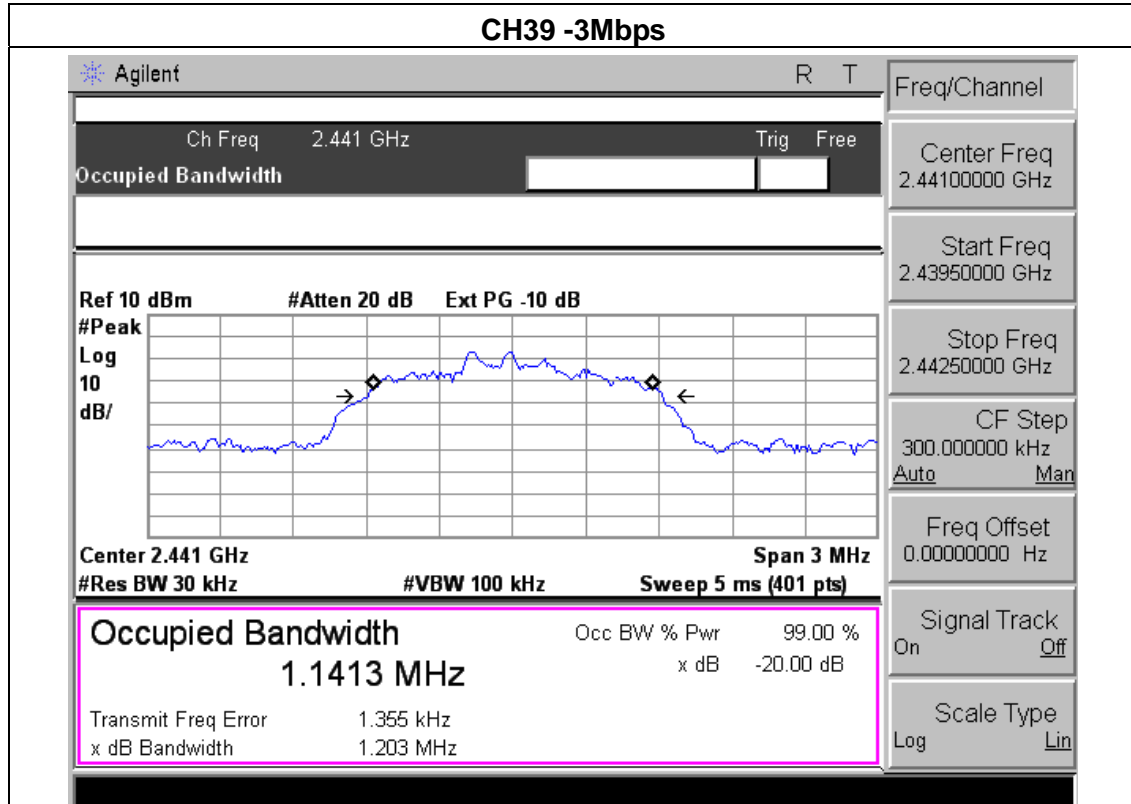 CH39 -3Mbps
Agilent R T
Ch Freq 2.441 GHz Trig Free
Occupied Bandwidth
Ref 10 dBm #Atten 20 dB Ext PG -10 dB
#Peak
Log
10
dB/
Center 2.441 GHz Span 3 MHz
#Res BW 30 kHz #VBW 100 kHz Sweep 5 ms (401 pts)
Occupied Bandwidth Occ BW % Pwr 99.00 %
1.1413 MHz x dB -20.00 dB
Transmit Freq Error 1.355 kHz
x dB Bandwidth 1.203 MHz
Freq/Channel
Center Freq
2.44100000 GHz
Start Freq
2.43950000 GHz
Stop Freq
2.44250000 GHz
CF Step
300.000000 kHz
Auto Man
Freq Offset
0.00000000 Hz
Signal Track
On Off
Scale Type
Log Lin